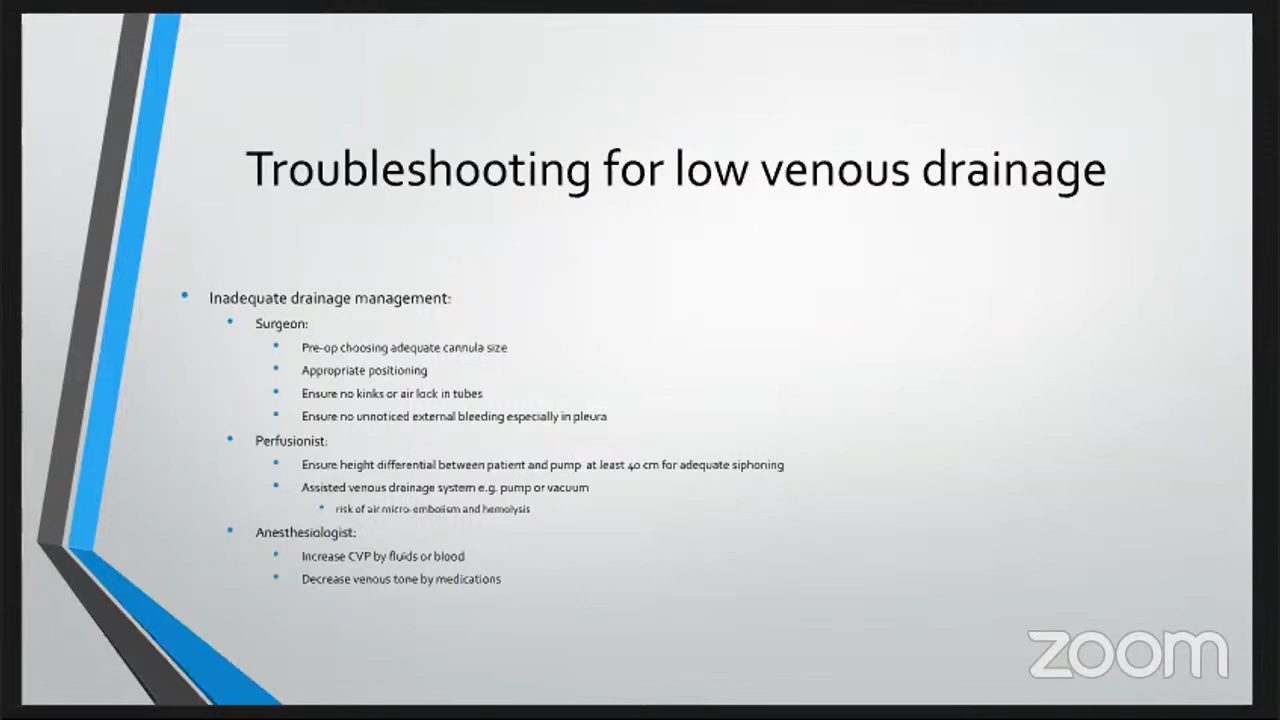 Troubleshooting for low venous drainage
Inadequate drainage management:
Surgeon:
Pre-op choosing adequate cannula size
Appropriate positioning
Ensure no kinks or air lock in tubes
Ensure no unnoticed external bleeding especially in pleura
Perfusionist:
Ensure height differential between patient and pump at least 40 cm for adequate siphoning
Assisted venous drainage system e.g. pump or vacuum
risk of air micro-embolism and hemolysis
Anesthesiologist:
Increase CVP by fluids or blood
Decrease venous tone by medications
zoom